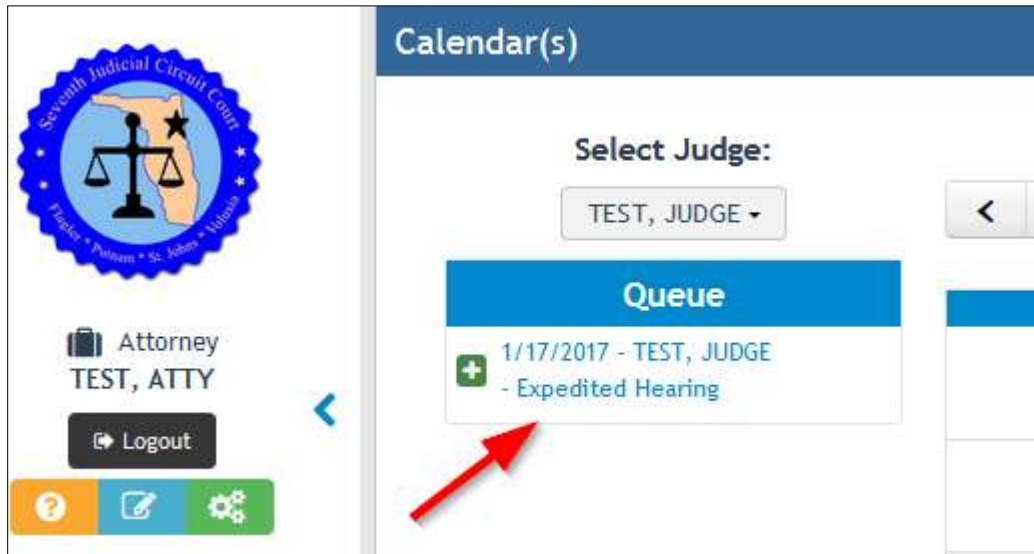 Seventh Judicial Circuit Court
Flagler * Putnam * St. Johns * Volusia
Attorney
TEST, ATTY
Logout
Calendar(s)
Select Judge:
TEST, JUDGE
Queue
1/17/2017 - TEST, JUDGE
- Expedited Hearing